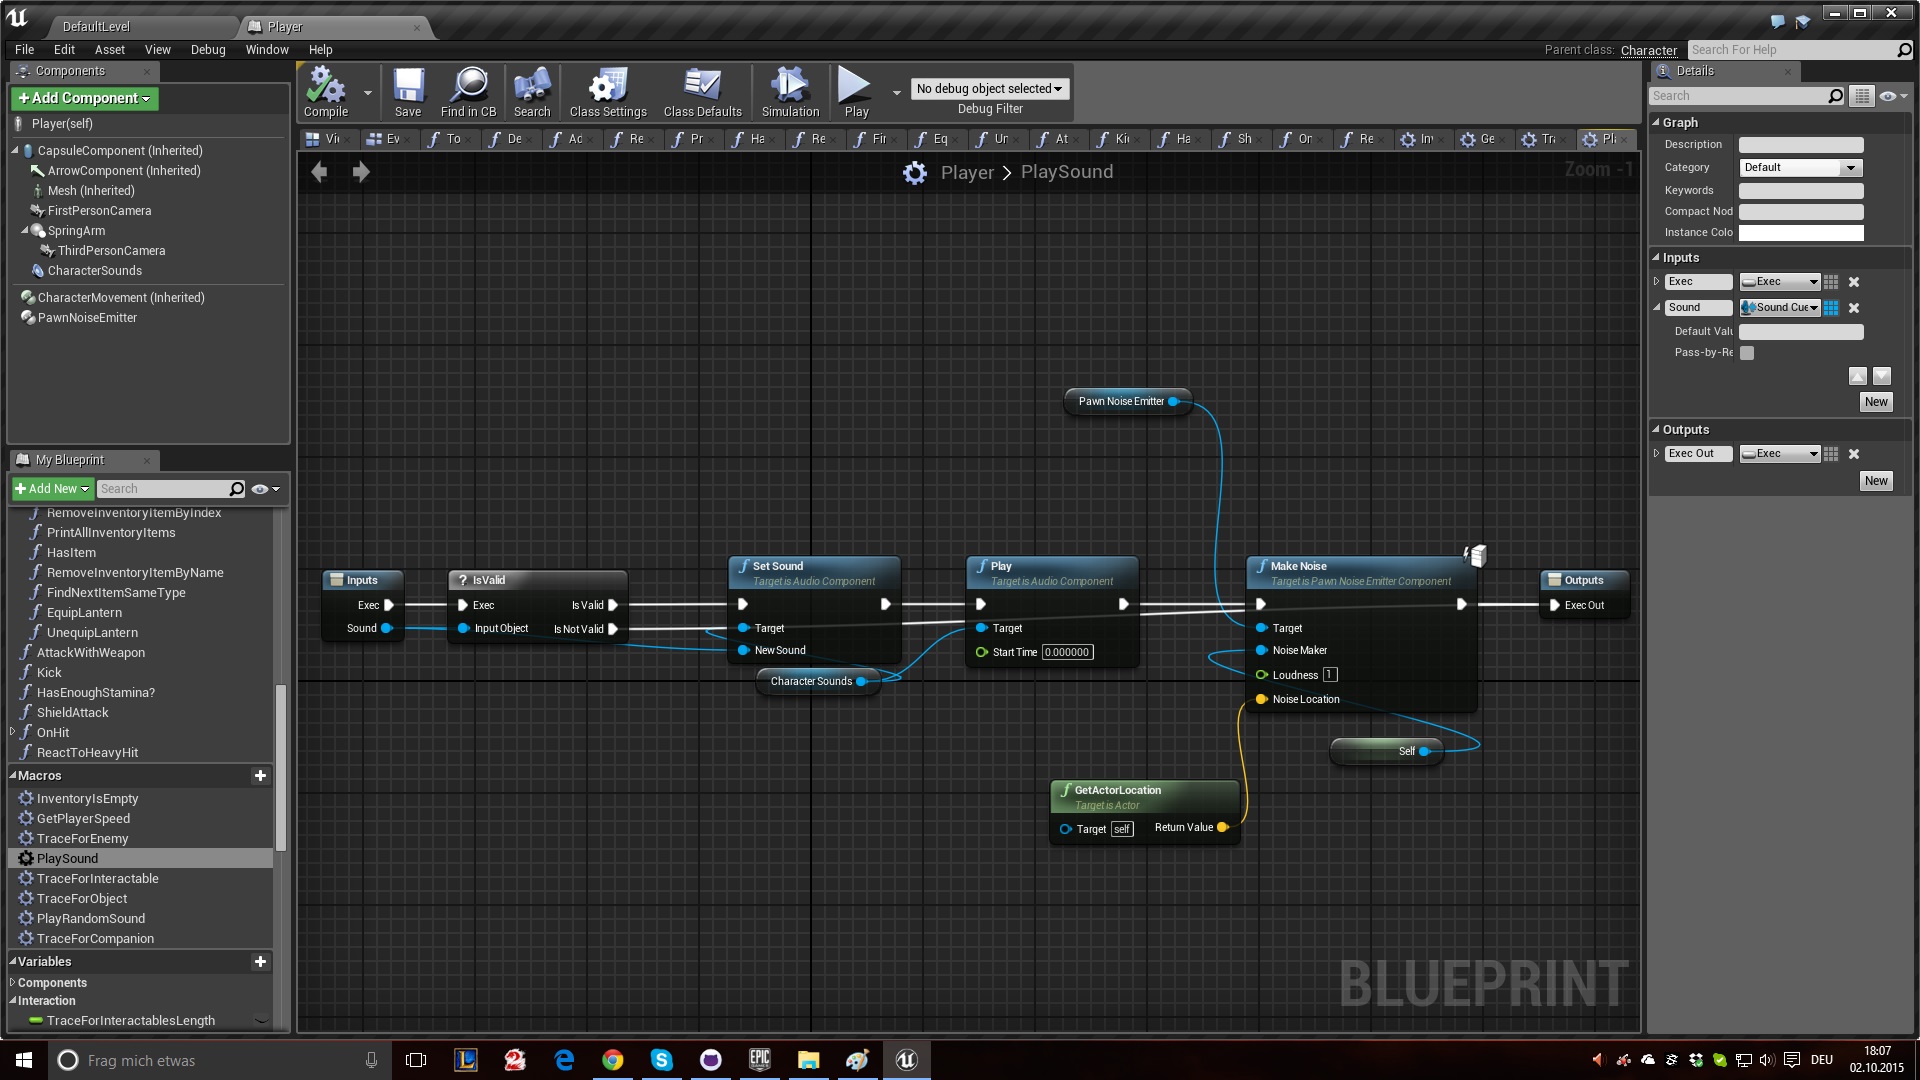 DefaultLevel
Player
File Edit Asset View Debug Window Help
Parent class: Character
Search For Help
Components
Add Component
Player(self)
CapsuleComponent (Inherited)
ArrowComponent (Inherited)
Mesh (Inherited)
FirstPersonCamera
SpringArm
ThirdPersonCamera
CharacterSounds
CharacterMovement (Inherited)
PawnNoiseEmitter
My Blueprint
Add New
Search
RemoveInventoryItemByIndex
PrintAllInventoryItems
HasItem
RemoveInventoryItemByName
FindNextItemSameType
EquipLantern
UnequipLantern
AttackWithWeapon
Kick
HasEnoughStamina?
ShieldAttack
OnHit
ReactToHeavyHit
Macros
InventoryIsEmpty
GetPlayerSpeed
TraceForEnemy
PlaySound
TraceForInteractable
TraceForObject
PlayRandomSound
TraceForCompanion
Variables
Components
Interaction
TraceForInteractablesLength
Compile
Save
Find in CB
Search
Class Settings
Class Defaults
Simulation
Play
No debug object selected
Debug Filter
Vi Ev To De Ac Re Pr Ha Re Fir Eq Ur At Ki Ha Sh Or Re In Ge Tr Pl
Player > PlaySound
Zoom -1
Pawn Noise Emitter
Inputs
Exec
Sound
IsValid
Exec
Is Valid
Input Object
Is Not Valid
Set Sound
Target is Audio Component
Target
New Sound
Character Sounds
Play
Target is Audio Component
Target
Start Time 0.000000
Make Noise
Target is Pawn Noise Emitter Component
Target
Noise Maker
Loudness 1
Noise Location
Self
GetActorLocation
Target is Actor
Target self
Return Value
Outputs
Exec Out
BLUEPRINT
Details
Search
Graph
Description
Category Default
Keywords
Compact Nod
Instance Colo
Inputs
Exec Exec
Sound Sound Cue
Default Valu
Pass-by-Re
New
Outputs
Exec Out Exec
New
Frag mich etwas
EPIC
GAMES
DEU
18:07
02.10.2015